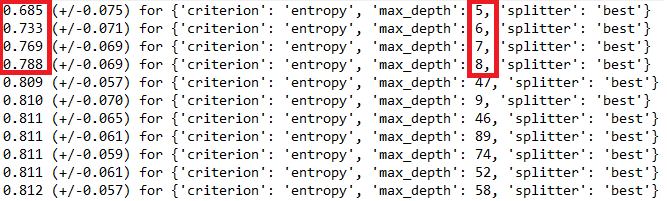 0.685 (+/-0.075) for {'criterion': 'entropy', 'max_depth': 5, 'splitter': 'best'}
0.733 (+/-0.071) for {'criterion': 'entropy', 'max_depth': 6, 'splitter': 'best'}
0.769 (+/-0.069) for {'criterion': 'entropy', 'max_depth': 7, 'splitter': 'best'}
0.788 (+/-0.069) for {'criterion': 'entropy', 'max_depth': 8, 'splitter': 'best'}
0.809 (+/-0.057) for {'criterion': 'entropy', 'max_depth': 47, 'splitter': 'best'}
0.810 (+/-0.070) for {'criterion': 'entropy', 'max_depth': 9, 'splitter': 'best'}
0.811 (+/-0.065) for {'criterion': 'entropy', 'max_depth': 46, 'splitter': 'best'}
0.811 (+/-0.061) for {'criterion': 'entropy', 'max_depth': 89, 'splitter': 'best'}
0.811 (+/-0.059) for {'criterion': 'entropy', 'max_depth': 74, 'splitter': 'best'}
0.811 (+/-0.061) for {'criterion': 'entropy', 'max_depth': 52, 'splitter': 'best'}
0.812 (+/-0.057) for {'criterion': 'entropy', 'max_depth': 58, 'splitter': 'best'}